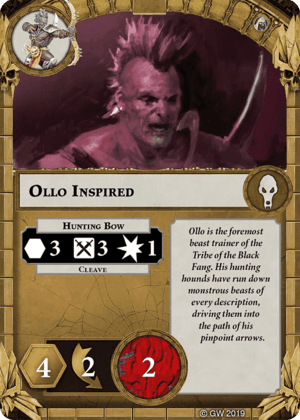 Ollo Inspired
Hunting Bow
3 3 1
Cleave
Ollo is the foremost
beast trainer of the
Tribe of the Black
Fang. His hunting
hounds have run down
monstrous beasts of
every description,
driving them into
the path of his
pinpoint arrows.
4 2 2
© GW 2019